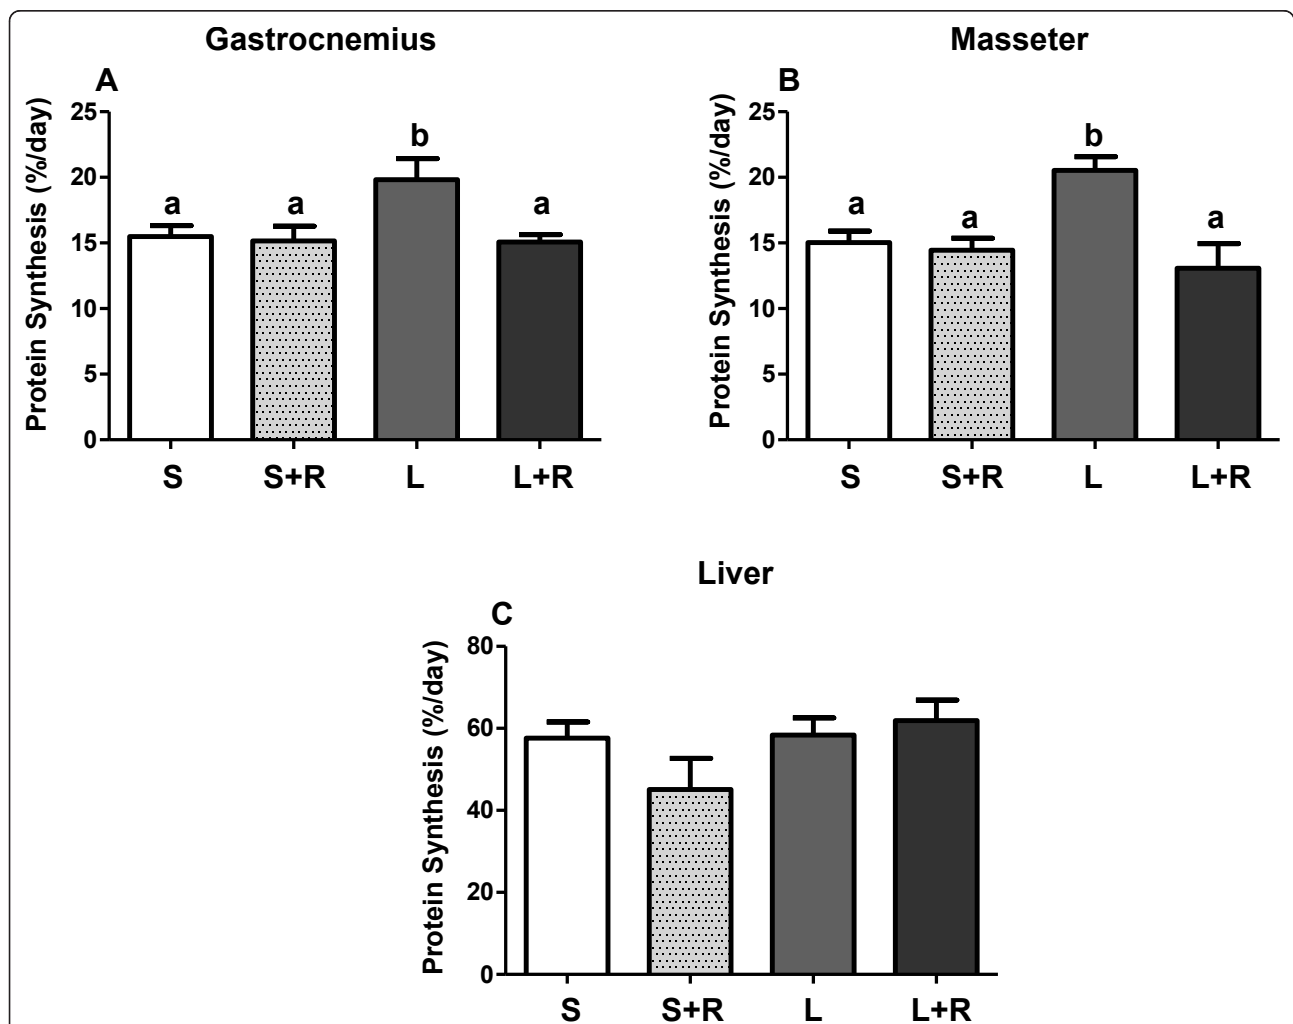 Gastrocnemius
A
Protein Synthesis (%/day)
25
20
15
10
5
0
a
a
b
a
S
S+R
L
L+R
Masseter
B
Protein Synthesis (%/day)
25
20
15
10
5
0
a
a
b
a
S
S+R
L
L+R
Liver
C
Protein Synthesis (%/day)
80
60
40
20
0
S
S+R
L
L+R